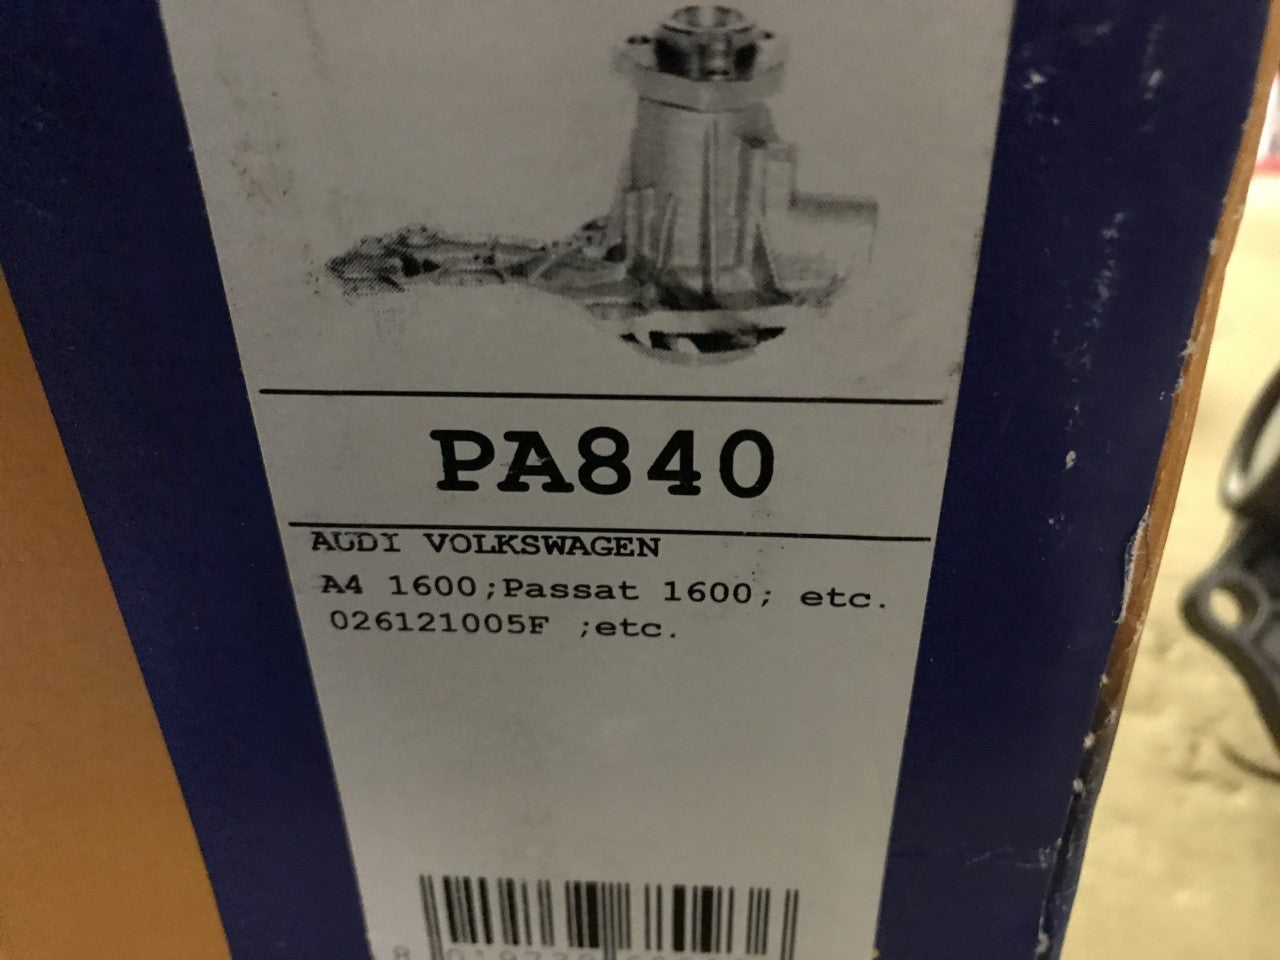 PA840
AUDI VOLKSWAGEN
A4 1600;Passat 1600; etc.
026121005F ;etc.